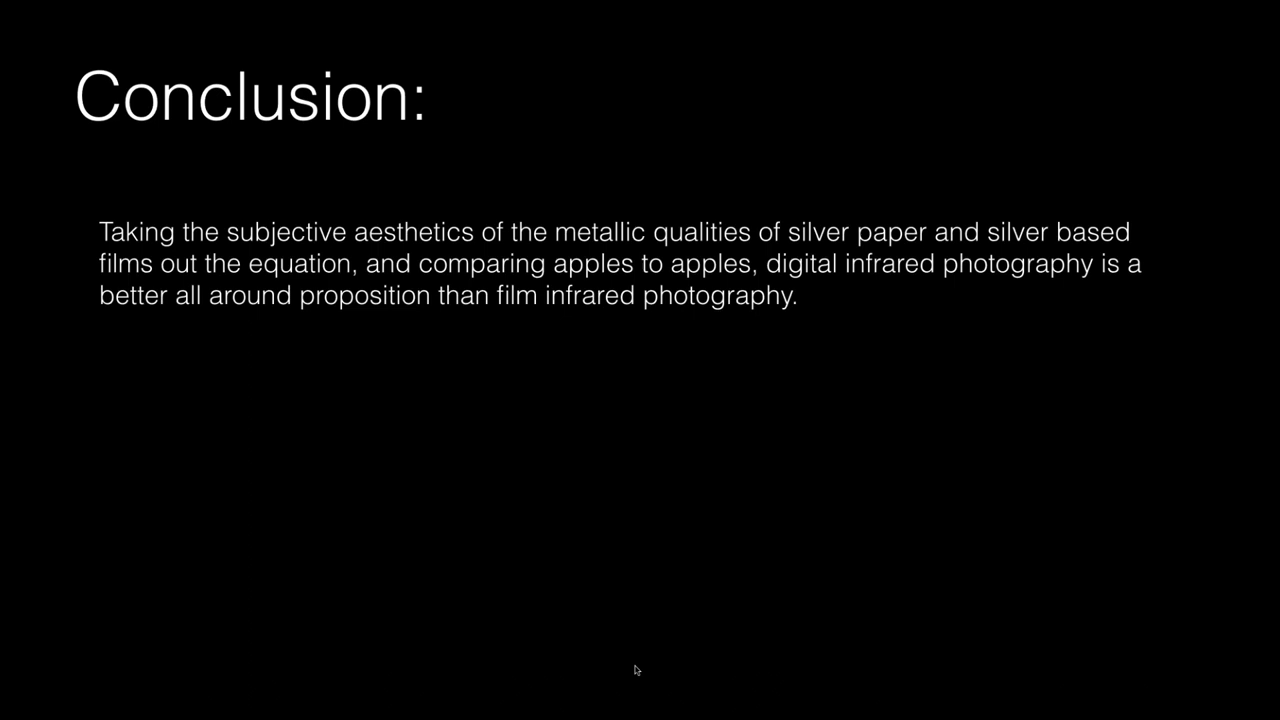 Conclusion:
Taking the subjective aesthetics of the metallic qualities of silver paper and silver based
films out the equation, and comparing apples to apples, digital infrared photography is a
better all around proposition than film infrared photography.